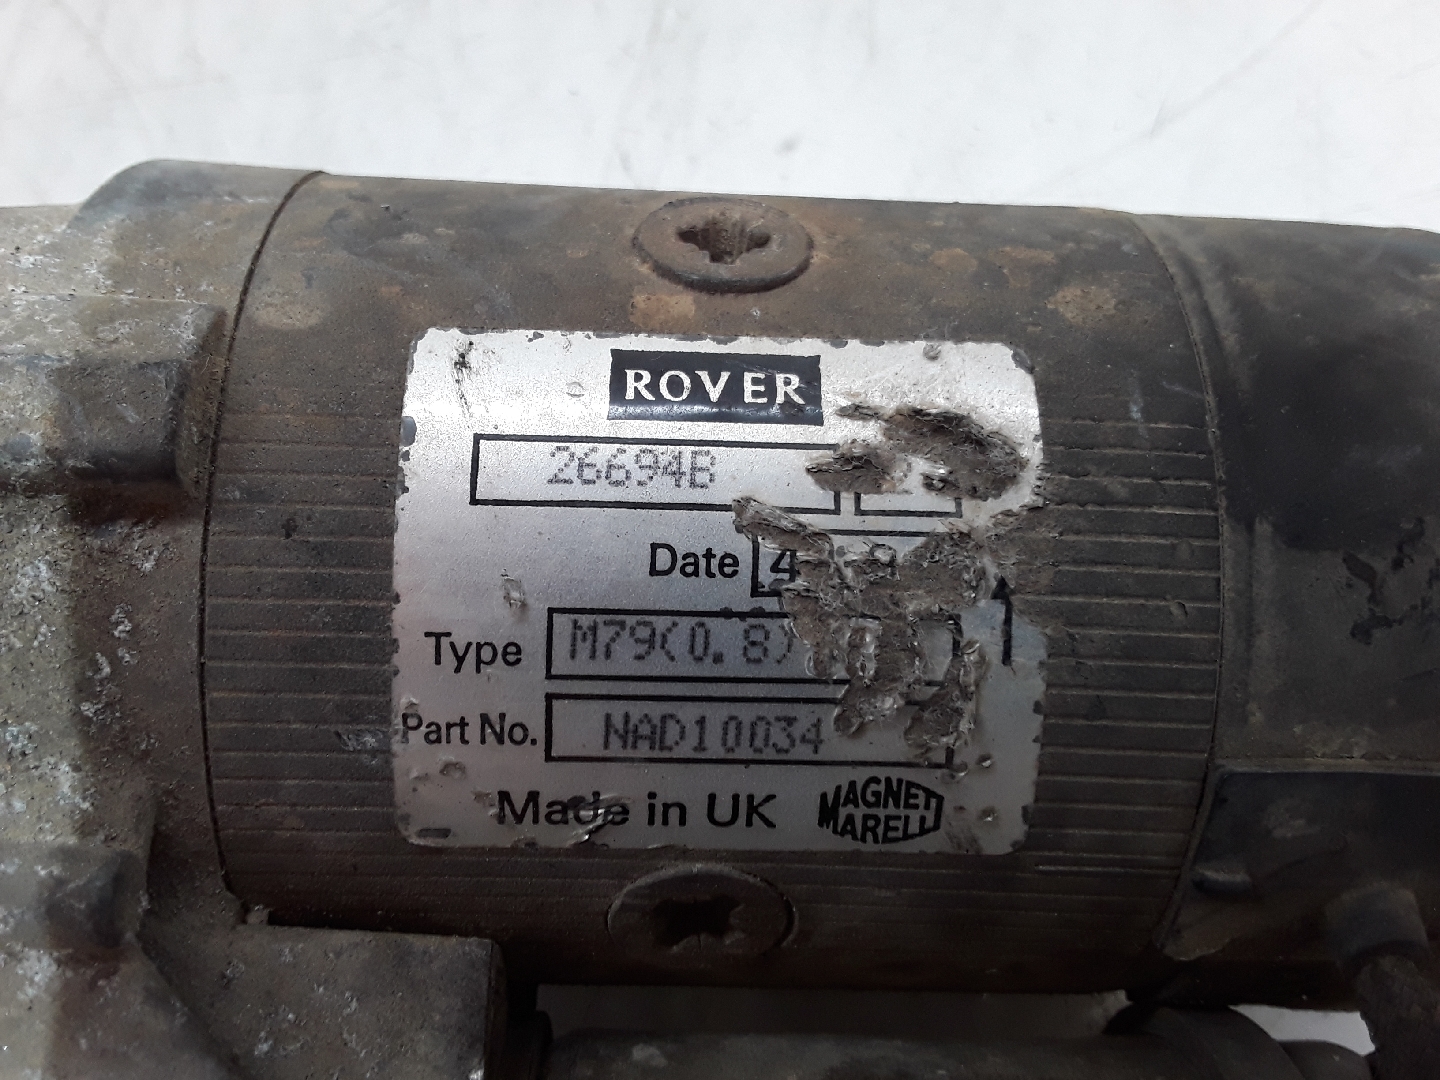 ROVER
26694B
Date 4
Type M79(0.8)
Part No. NAD10034
Made in UK MAGNETI MARELLI